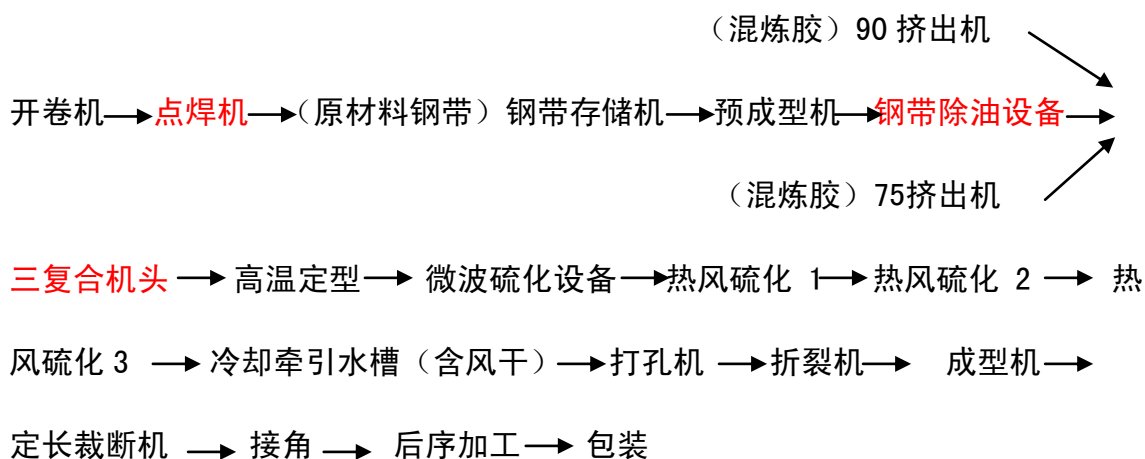 （混炼胶）90 挤出机
开卷机 点焊机 （原材料钢带）钢带存储机 预成型机 钢带除油设备
（混炼胶）75挤出机
三复合机头 高温定型 微波硫化设备 热风硫化 1 热风硫化 2 热
风硫化 3 冷却牵引水槽（含风干） 打孔机 折裂机 成型机
定长裁断机 接角 后序加工 包装